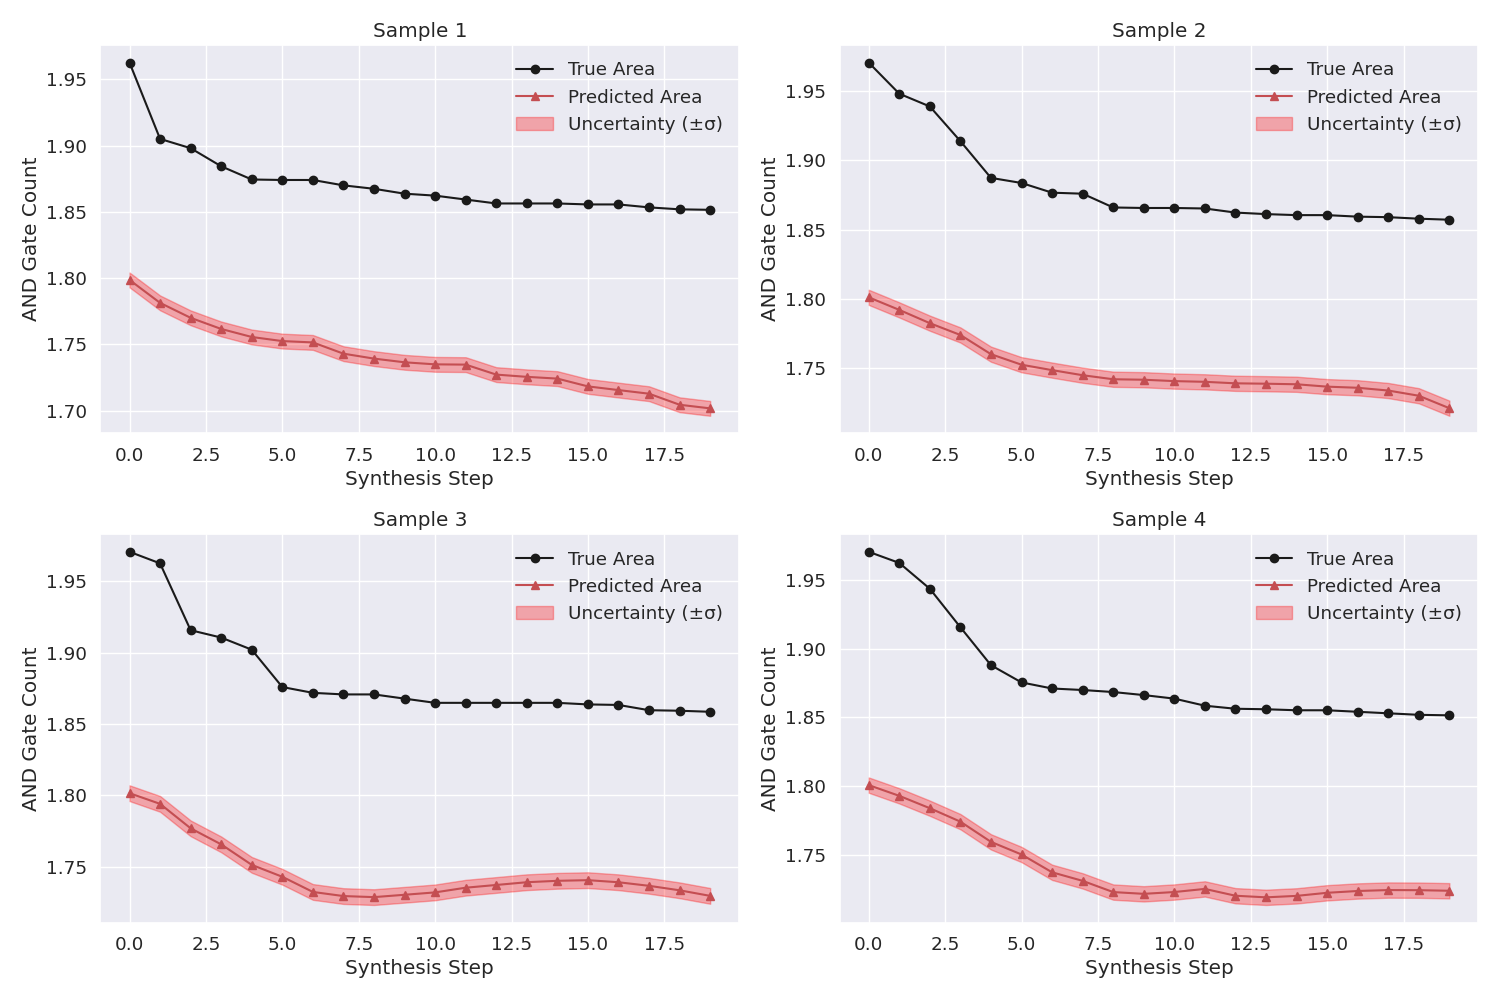 Sample 1
True Area
Predicted Area
Uncertainty (±σ)
AND Gate Count
1.95
1.90
1.85
1.80
1.75
1.70
0.0 2.5 5.0 7.5 10.0 12.5 15.0 17.5
Synthesis Step
Sample 2
True Area
Predicted Area
Uncertainty (±σ)
AND Gate Count
1.95
1.90
1.85
1.80
1.75
0.0 2.5 5.0 7.5 10.0 12.5 15.0 17.5
Synthesis Step
Sample 3
True Area
Predicted Area
Uncertainty (±σ)
AND Gate Count
1.95
1.90
1.85
1.80
1.75
0.0 2.5 5.0 7.5 10.0 12.5 15.0 17.5
Synthesis Step
Sample 4
True Area
Predicted Area
Uncertainty (±σ)
AND Gate Count
1.95
1.90
1.85
1.80
1.75
0.0 2.5 5.0 7.5 10.0 12.5 15.0 17.5
Synthesis Step